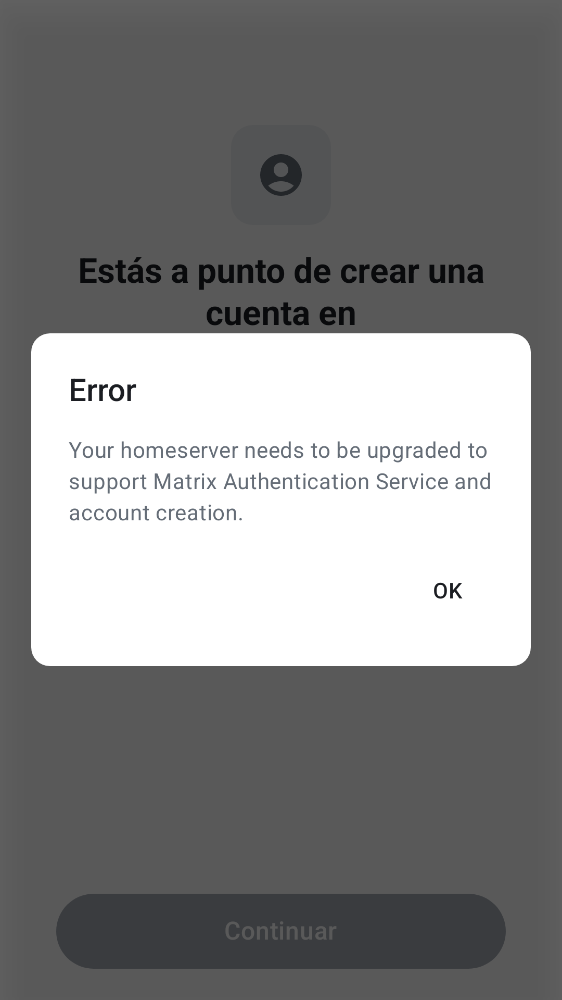 Estás a punto de crear una
cuenta en
Error
Your homeserver needs to be upgraded to
support Matrix Authentication Service and
account creation.
OK
Continuar